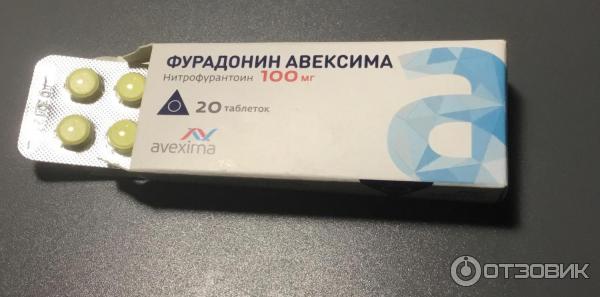 ФУРАДОНИН АВЕКСИМА
Нитрофурантоин 100 мг
20 таблеток
avexima
ОТЗОВИК